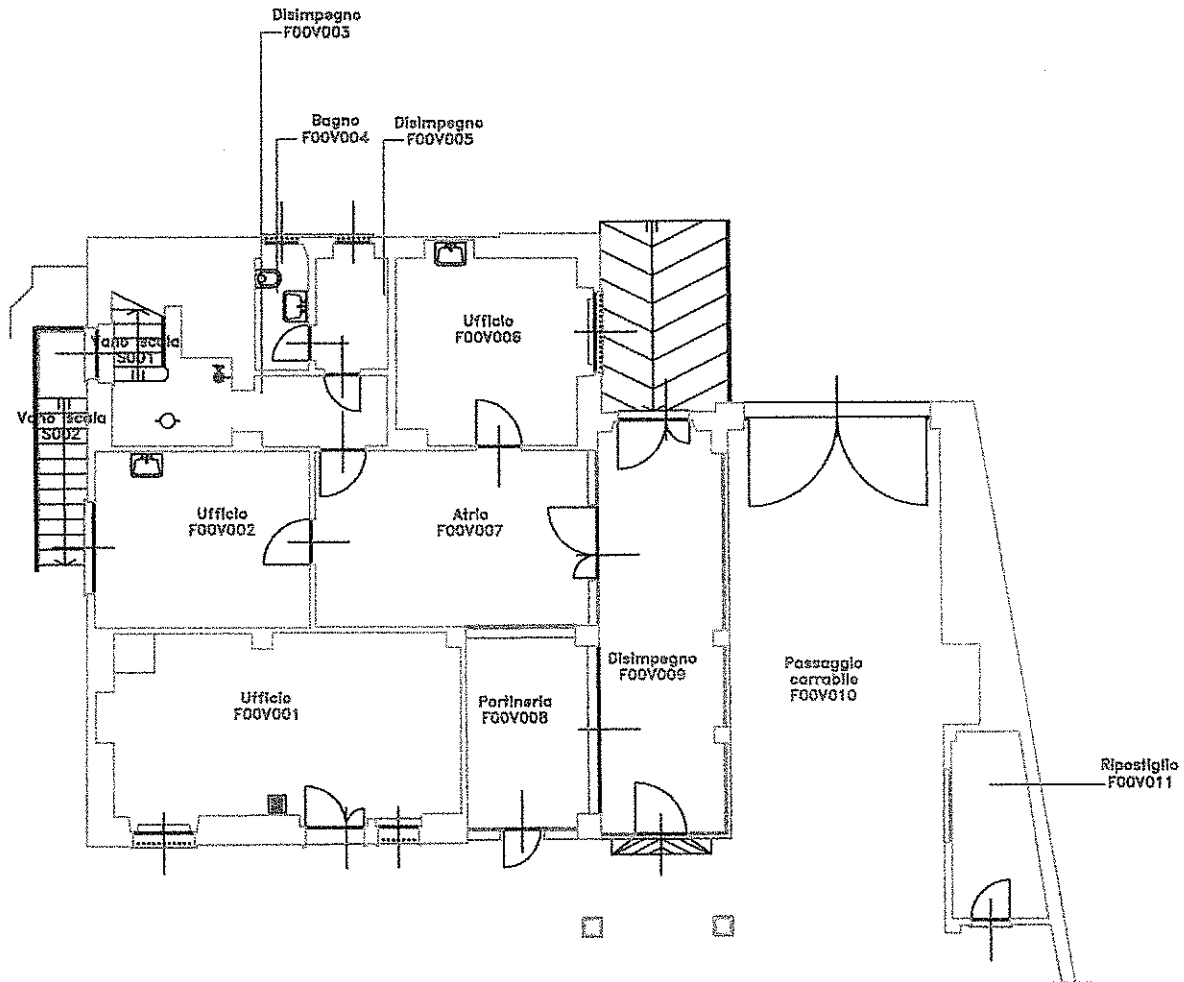 Disimpegno
F00V003
Bagno
F00V004
Disimpegno
F00V005
Ufficio
F00V006
Vano scala
S001
Vano scala
S002
Ufficio
F00V002
Atrio
F00V007
Ufficio
F00V001
Portineria
F00V008
Disimpegno
F00V009
Passaggio
carrabile
F00V010
Ripostiglio
F00V011